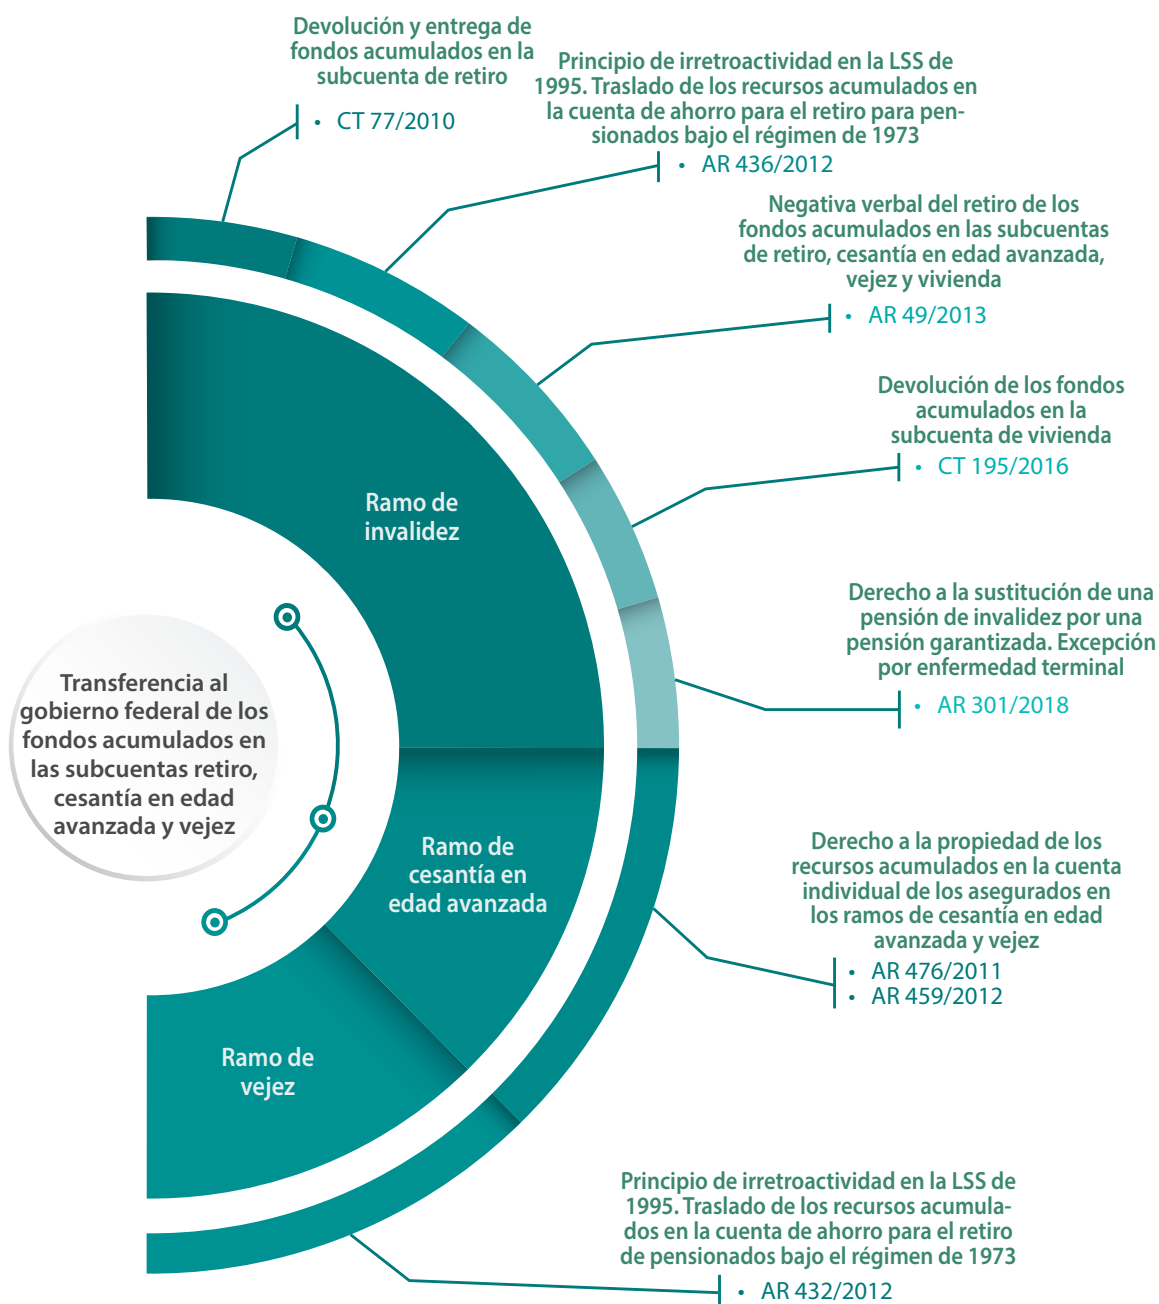 Devolución y entrega de
fondos acumulados en la
subcuenta de retiro
• CT 77/2010
Principio de irretroactividad en la LSS de
1995. Traslado de los recursos acumulados en
la cuenta de ahorro para el retiro para pen-
sionados bajo el régimen de 1973
• AR 436/2012
Negativa verbal del retiro de los
fondos acumulados en las subcuentas
de retiro, cesantía en edad avanzada,
vejez y vivienda
• AR 49/2013
Devolución de los fondos
acumulados en la
subcuenta de vivienda
• CT 195/2016
Ramo de
invalidez
Derecho a la sustitución de una
pensión de invalidez por una
pensión garantizada. Excepción
por enfermedad terminal
• AR 301/2018
Transferencia al
gobierno federal de los
fondos acumulados en
las subcuentas retiro,
cesantía en edad
avanzada y vejez
Ramo de
cesantía en
edad avanzada
Derecho a la propiedad de los
recursos acumulados en la cuenta
individual de los asegurados en
los ramos de cesantía en edad
avanzada y vejez
• AR 476/2011
• AR 459/2012
Ramo de
vejez
Principio de irretroactividad en la LSS de
1995. Traslado de los recursos acumula-
dos en la cuenta de ahorro para el retiro
de pensionados bajo el régimen de 1973
• AR 432/2012